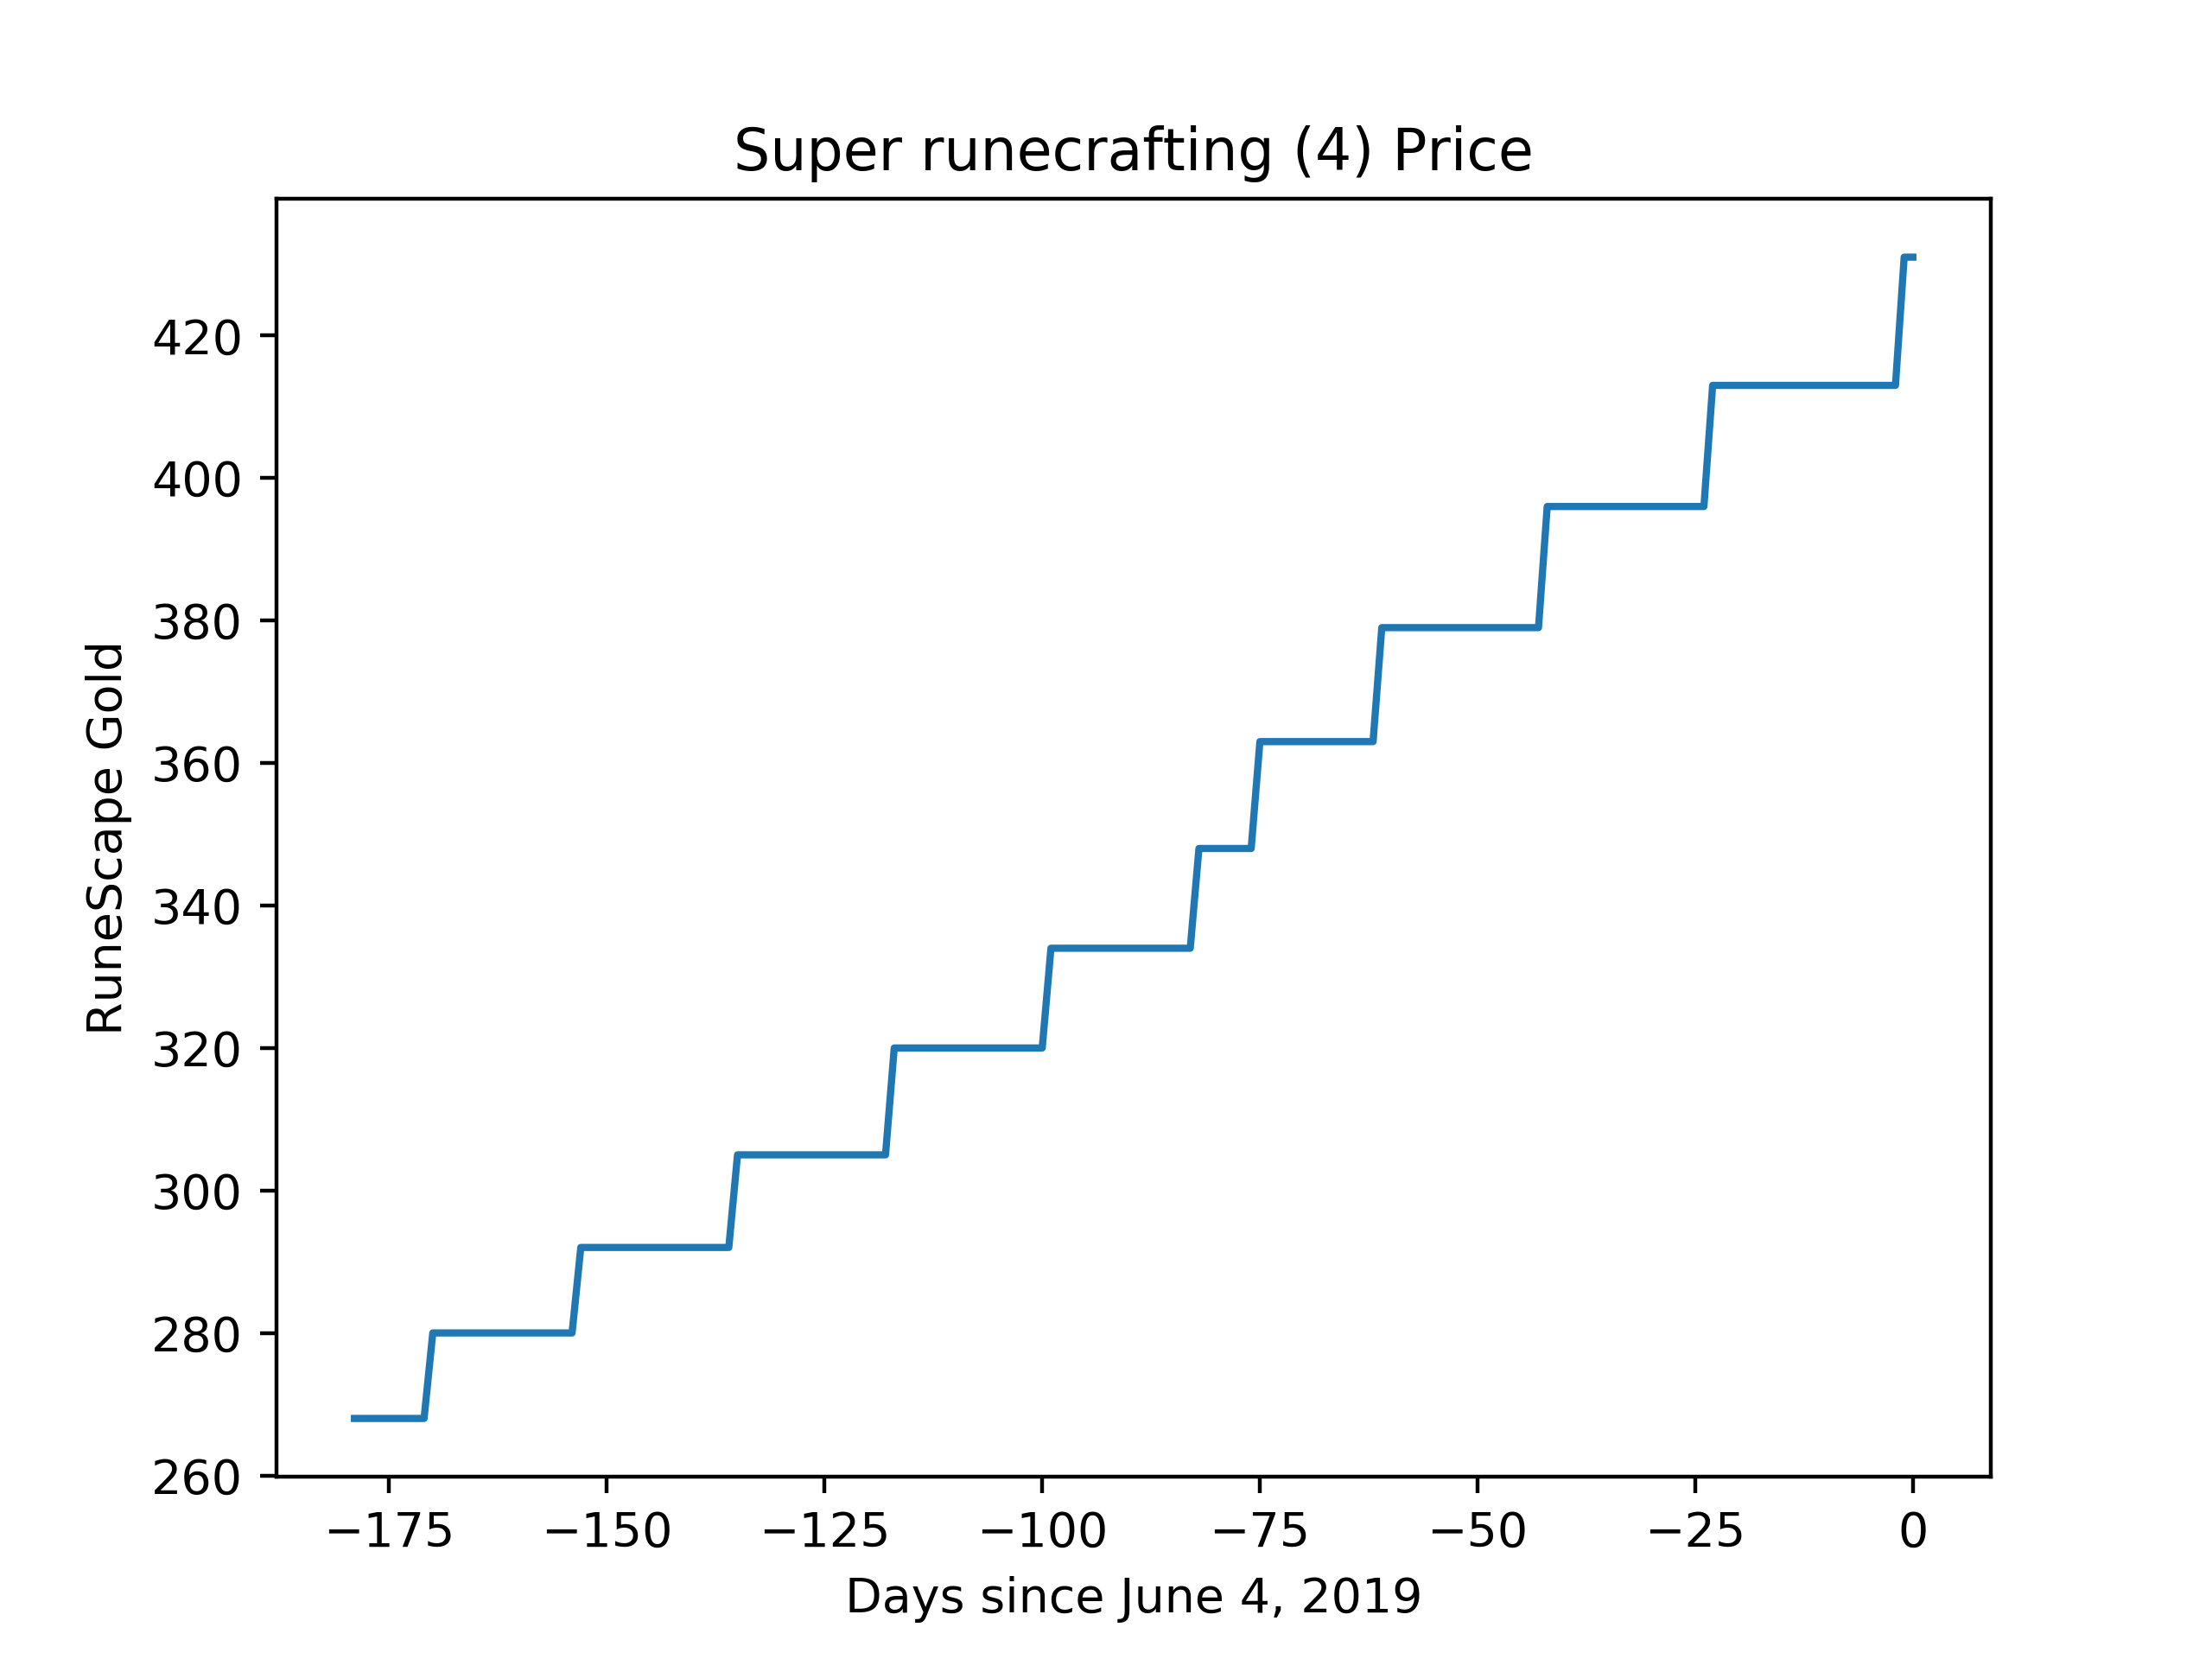 Super runecrafting (4) Price
RuneScape Gold
420
400
380
360
340
320
300
280
260
−175 −150 −125 −100 −75 −50 −25 0
Days since June 4, 2019